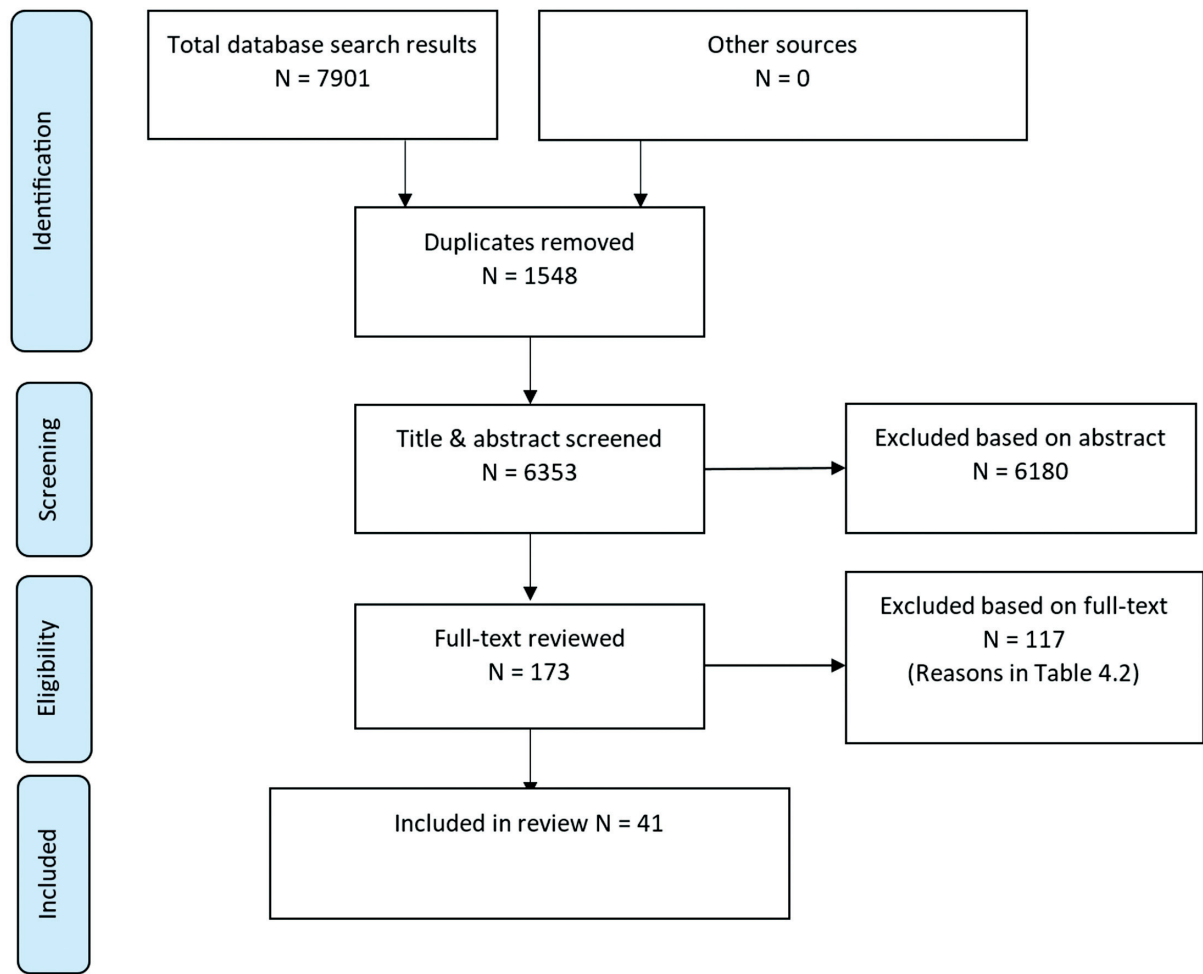 Identification
Total database search results
N = 7901
Other sources
N = 0
Duplicates removed
N = 1548
Screening
Title & abstract screened
N = 6353
Excluded based on abstract
N = 6180
Eligibility
Full-text reviewed
N = 173
Excluded based on full-text
N = 117
(Reasons in Table 4.2)
Included
Included in review N = 41